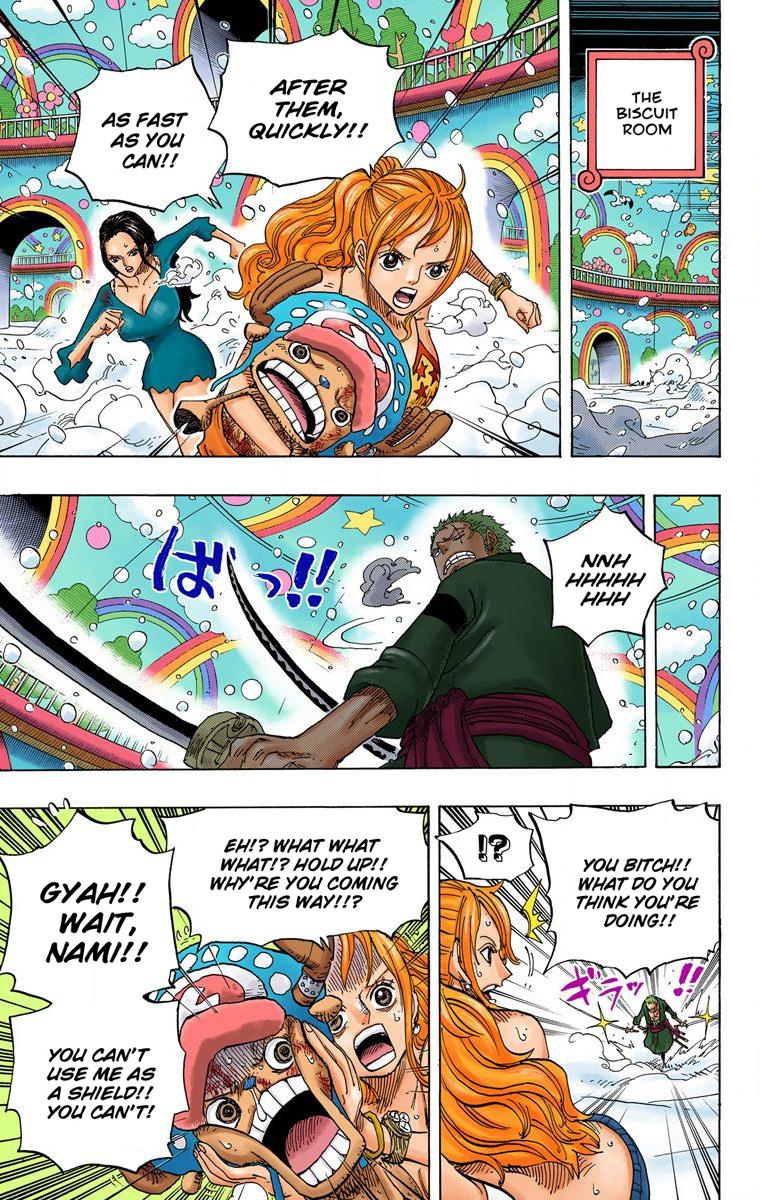 THE
BISCUIT
ROOM
AFTER
THEM,
QUICKLY!!
AS FAST
AS YOU
CAN!!
NNH
HHHHH
HHH
ばっ!!
YOU BITCH!!
WHAT DO YOU
THINK YOU'RE
DOING!!
ギラッ!!
!?
EH!? WHAT WHAT
WHAT!? HOLD UP!!
WHY'RE YOU COMING
THIS WAY!!?
GYAH!!
WAIT,
NAMI!!
YOU CAN'T
USE ME AS
A SHIELD!!
YOU CAN'T!